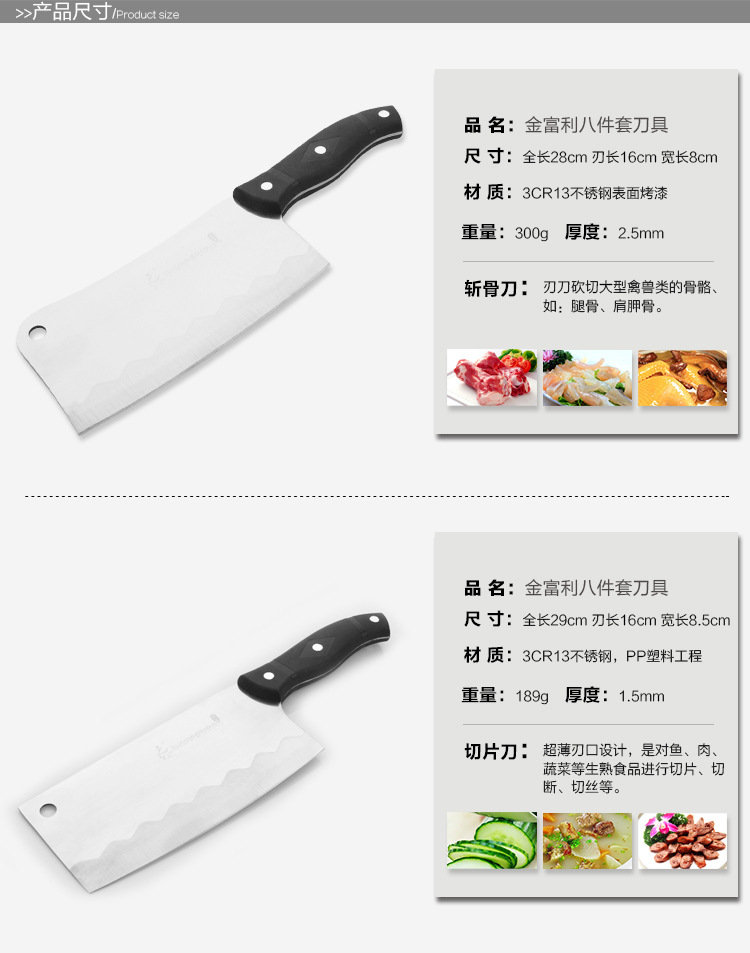 >>产品尺寸/Product size
品 名：金富利八件套刀具
尺 寸：全长28cm 刃长16cm 宽长8cm
材 质：3CR13不锈钢表面烤漆
重量：300g 厚度：2.5mm
斩骨刀：刃刀砍切大型禽兽类的骨骼、
如：腿骨、肩胛骨。
品 名：金富利八件套刀具
尺 寸：全长29cm 刃长16cm 宽长8.5cm
材 质：3CR13不锈钢，PP塑料工程
重量：189g 厚度：1.5mm
切片刀：超薄刃口设计，是对鱼、肉、
蔬菜等生熟食品进行切片、切
断、切丝等。